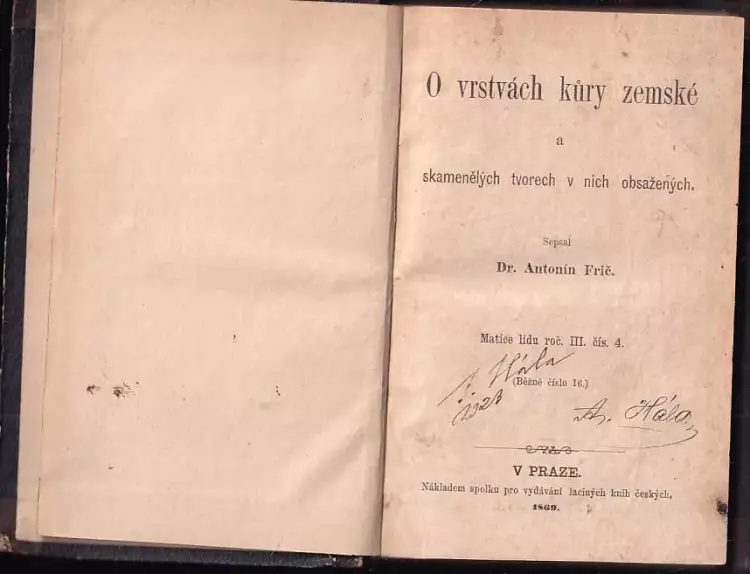 O vrstvách kůry zemské
a
skamenělých tvorech v nich obsažených.
Sepsal
Dr. Antonín Frič.
Matice lidu roč. III. čís. 4.
Hála
(Běžné číslo 16.)
1923
A. Hála
V PRAZE.
Nákladem spolku pro vydávání laciných knih českých.
1869.